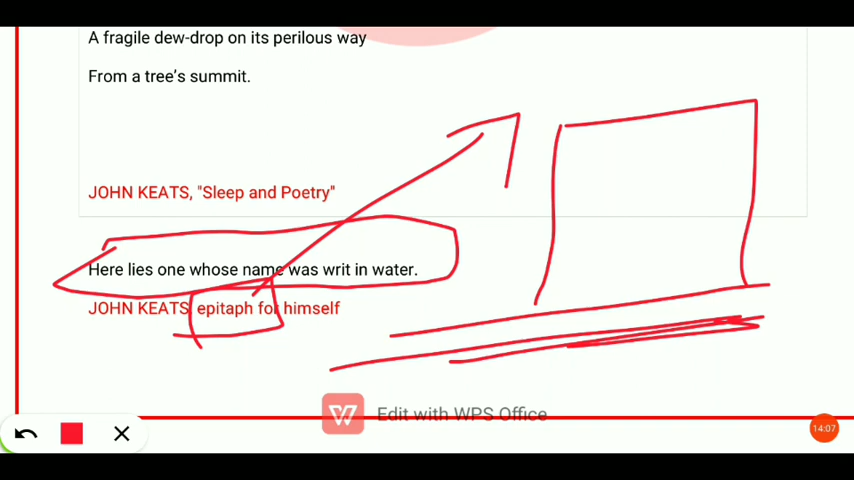 A fragile dew-drop on its perilous way
From a tree's summit.
JOHN KEATS, "Sleep and Poetry"
Here lies one whose name was writ in water.
JOHN KEATS, epitaph for himself
Edit with WPS Office
14:07